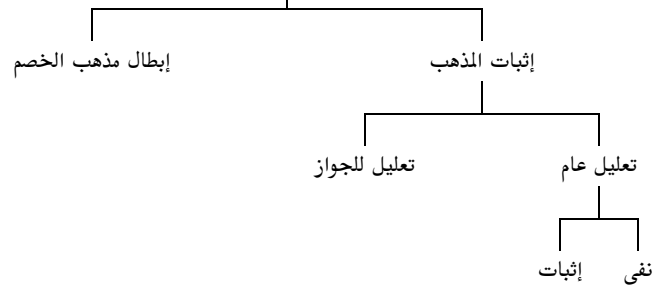 إثبات المذهب إبطال مذهب الخصم
تعليل عام تعليل للجواز
نفى إثبات